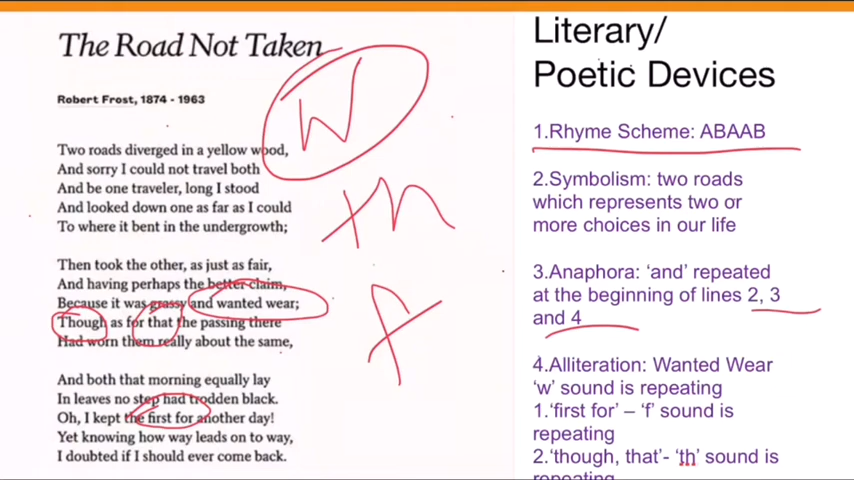 The Road Not Taken
Robert Frost, 1874 - 1963
Two roads diverged in a yellow wood,
And sorry I could not travel both
And be one traveler, long I stood
And looked down one as far as I could
To where it bent in the undergrowth;
Then took the other, as just as fair,
And having perhaps the better claim,
Because it was grassy and wanted wear;
Though as for that the passing there
Had worn them really about the same,
And both that morning equally lay
In leaves no step had trodden black.
Oh, I kept the first for another day!
Yet knowing how way leads on to way,
I doubted if I should ever come back.
W
th
f
Literary/
Poetic Devices
1.Rhyme Scheme: ABAAB
2.Symbolism: two roads
which represents two or
more choices in our life
3.Anaphora: ‘and’ repeated
at the beginning of lines 2, 3
and 4
4.Alliteration: Wanted Wear
‘w’ sound is repeating
1.‘first for’ – ‘f’ sound is
repeating
2.‘though, that’- ‘th’ sound is
repeating